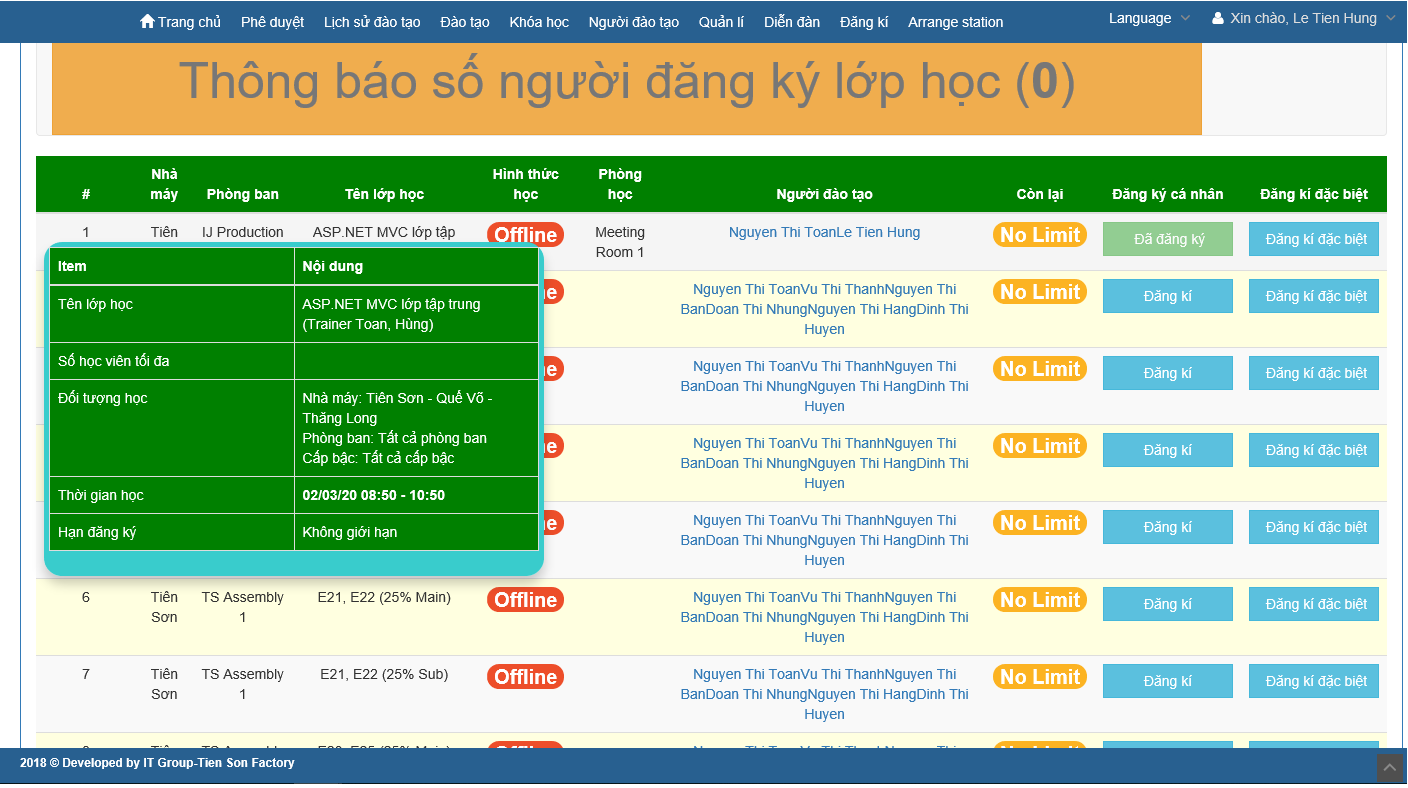 Trang chủ Phê duyệt Lịch sử đào tạo Đào tạo Khóa học Người đào tạo Quản lí Diễn đàn Đăng kí Arrange station Language Xin chào, Le Tien Hung
Thông báo số người đăng ký lớp học (0)
# Nhà máy Phòng ban Tên lớp học Hình thức học Phòng học Người đào tạo Còn lại Đăng ký cá nhân Đăng kí đặc biệt
1 Tiên IJ Production ASP.NET MVC lớp tập Offline Meeting Room 1 Nguyen Thi ToanLe Tien Hung No Limit Đã đăng ký Đăng kí đặc biệt
Item Nội dung
Tên lớp học ASP.NET MVC lớp tập trung
(Trainer Toan, Hùng)
Số học viên tối đa
Đối tượng học Nhà máy: Tiên Sơn - Quế Võ -
Thăng Long
Phòng ban: Tất cả phòng ban
Cấp bậc: Tất cả cấp bậc
Thời gian học 02/03/20 08:50 - 10:50
Hạn đăng ký Không giới hạn
Nguyen Thi ToanVu Thi ThanhNguyen Thi No Limit Đăng kí Đăng kí đặc biệt
BanDoan Thi NhungNguyen Thi HangDinh Thi
Huyen
Nguyen Thi ToanVu Thi ThanhNguyen Thi No Limit Đăng kí Đăng kí đặc biệt
BanDoan Thi NhungNguyen Thi HangDinh Thi
Huyen
Nguyen Thi ToanVu Thi ThanhNguyen Thi No Limit Đăng kí Đăng kí đặc biệt
BanDoan Thi NhungNguyen Thi HangDinh Thi
Huyen
Nguyen Thi ToanVu Thi ThanhNguyen Thi No Limit Đăng kí Đăng kí đặc biệt
BanDoan Thi NhungNguyen Thi HangDinh Thi
Huyen
6 Tiên TS Assembly E21, E22 (25% Main) Offline Nguyen Thi ToanVu Thi ThanhNguyen Thi No Limit Đăng kí Đăng kí đặc biệt
Sơn 1 BanDoan Thi NhungNguyen Thi HangDinh Thi
Huyen
7 Tiên TS Assembly E21, E22 (25% Sub) Offline Nguyen Thi ToanVu Thi ThanhNguyen Thi No Limit Đăng kí Đăng kí đặc biệt
Sơn 1 BanDoan Thi NhungNguyen Thi HangDinh Thi
Huyen
2018 © Developed by IT Group-Tien Son Factory